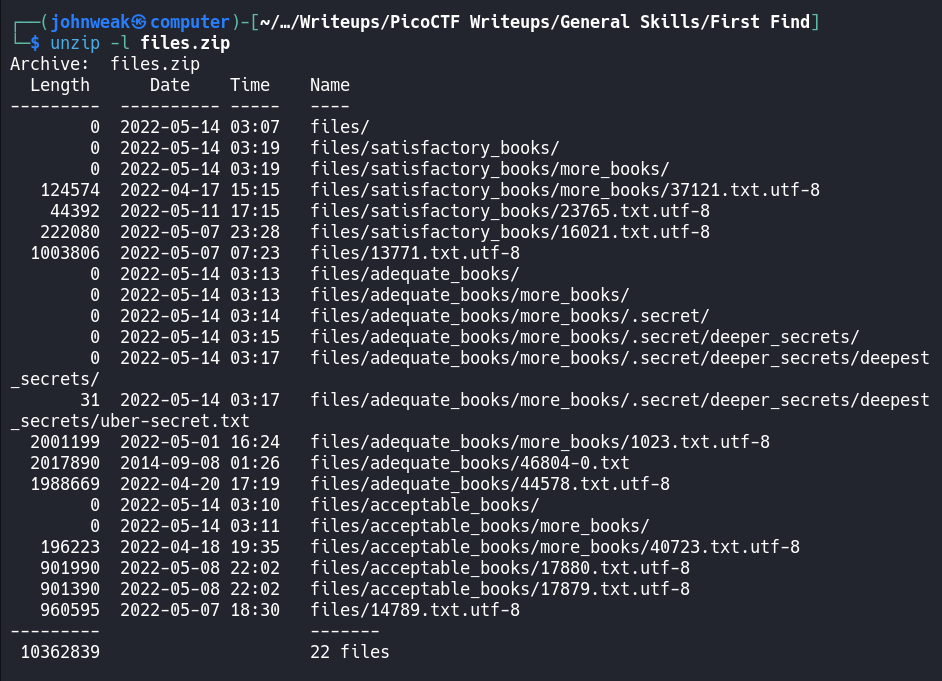 ┌──(johnweak㉿computer)-[~/…/Writeups/PicoCTF Writeups/General Skills/First Find]
└─$ unzip -l files.zip
Archive:  files.zip
  Length      Date    Time    Name
---------  ---------- -----   ----
        0  2022-05-14 03:07   files/
        0  2022-05-14 03:19   files/satisfactory_books/
        0  2022-05-14 03:19   files/satisfactory_books/more_books/
   124574  2022-04-17 15:15   files/satisfactory_books/more_books/37121.txt.utf-8
    44392  2022-05-11 17:15   files/satisfactory_books/23765.txt.utf-8
   222080  2022-05-07 23:28   files/satisfactory_books/16021.txt.utf-8
  1003806  2022-05-07 07:23   files/13771.txt.utf-8
        0  2022-05-14 03:13   files/adequate_books/
        0  2022-05-14 03:13   files/adequate_books/more_books/
        0  2022-05-14 03:14   files/adequate_books/more_books/.secret/
        0  2022-05-14 03:15   files/adequate_books/more_books/.secret/deeper_secrets/
        0  2022-05-14 03:17   files/adequate_books/more_books/.secret/deeper_secrets/deepest
_secrets/
       31  2022-05-14 03:17   files/adequate_books/more_books/.secret/deeper_secrets/deepest
_secrets/uber-secret.txt
  2001199  2022-05-01 16:24   files/adequate_books/more_books/1023.txt.utf-8
  2017890  2014-09-08 01:26   files/adequate_books/46804-0.txt
  1988669  2022-04-20 17:19   files/adequate_books/44578.txt.utf-8
        0  2022-05-14 03:10   files/acceptable_books/
        0  2022-05-14 03:11   files/acceptable_books/more_books/
   196223  2022-04-18 19:35   files/acceptable_books/more_books/40723.txt.utf-8
   901990  2022-05-08 22:02   files/acceptable_books/17880.txt.utf-8
   901390  2022-05-08 22:02   files/acceptable_books/17879.txt.utf-8
   960595  2022-05-07 18:30   files/14789.txt.utf-8
---------                     -------
 10362839                     22 files